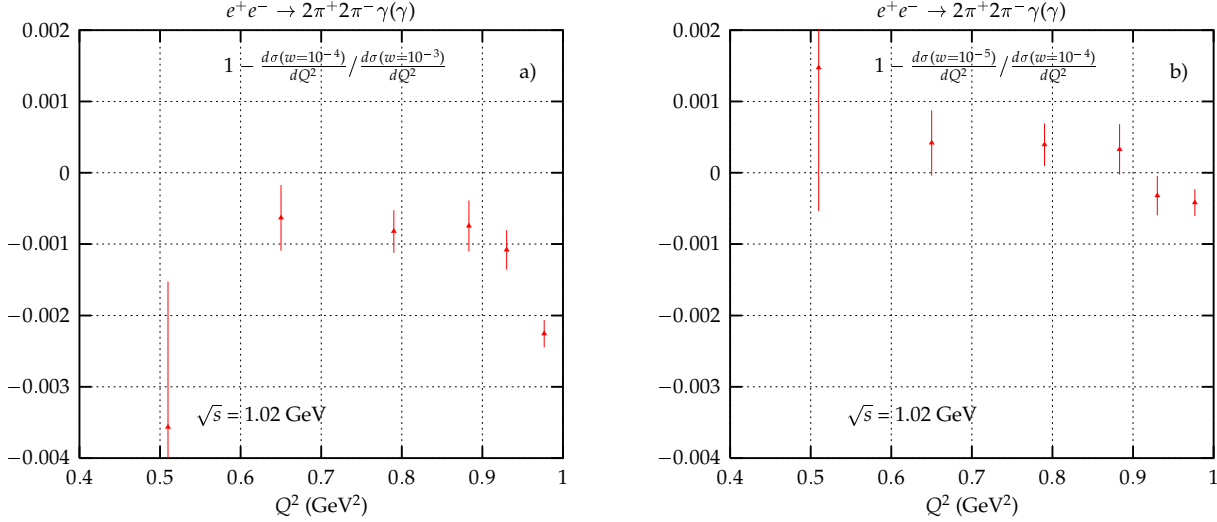 e⁺e⁻ → 2π⁺2π⁻γ(γ)
0.002
0.001
0
−0.001
−0.002
−0.003
−0.004
1 − dσ(w=10⁻⁴)/dQ² / dσ(w=10⁻³)/dQ²
a)
√s = 1.02 GeV
0.4 0.5 0.6 0.7 0.8 0.9 1
Q² (GeV²)
e⁺e⁻ → 2π⁺2π⁻γ(γ)
0.002
0.001
0
−0.001
−0.002
−0.003
−0.004
1 − dσ(w=10⁻⁵)/dQ² / dσ(w=10⁻⁴)/dQ²
b)
√s = 1.02 GeV
0.4 0.5 0.6 0.7 0.8 0.9 1
Q² (GeV²)